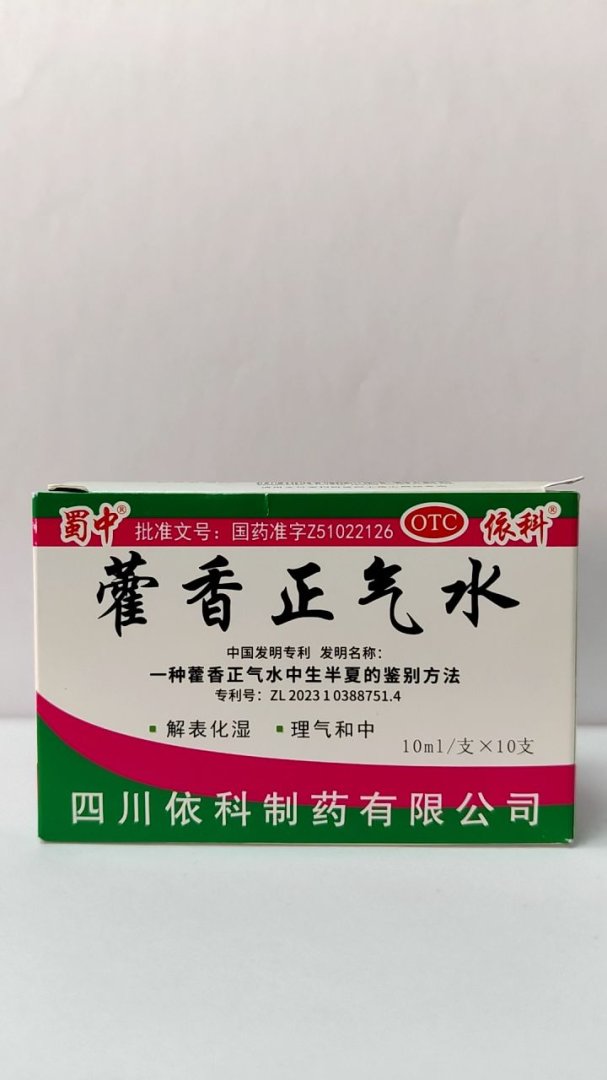 蜀中® 批准文号：国药准字Z51022126 OTC 依科®
藿香正气水
中国发明专利 发明名称：
一种藿香正气水中生半夏的鉴别方法
专利号：ZL 2023 1 0388751.4
▪解表化湿 ▪理气和中
10ml/支×10支
四川依科制药有限公司